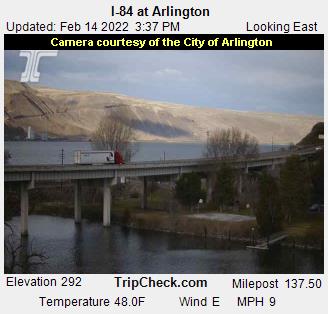 I-84 at Arlington
Updated: Feb 14 2022 3:37 PM Looking East
Camera courtesy of the City of Arlington
Elevation 292 TripCheck.com Milepost 137.50
Temperature 48.0F Wind E MPH 9